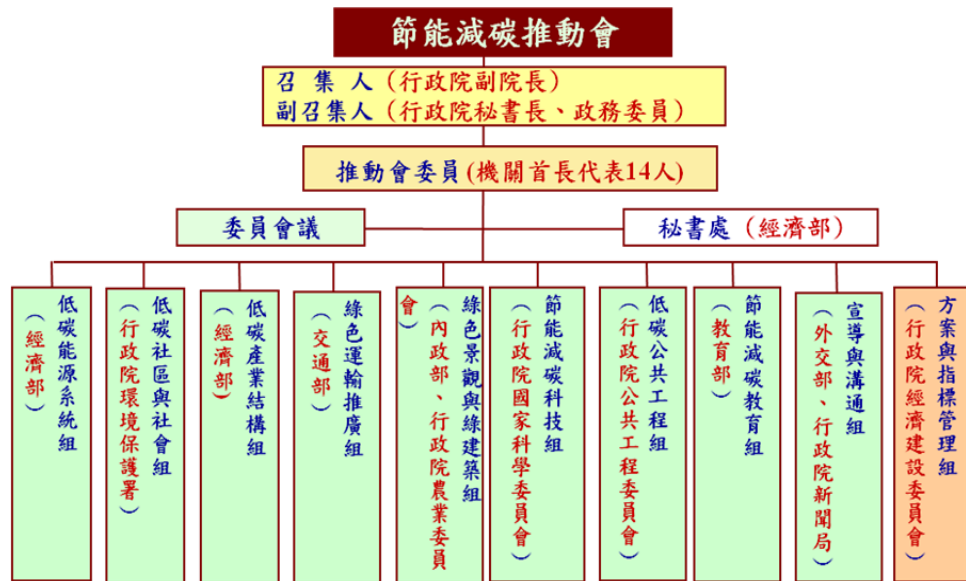 節能減碳推動會
召 集 人（行政院副院長）
副召集人（行政院秘書長、政務委員）
推動會委員(機關首長代表14人)
委員會議
秘書處（經濟部）
低碳能源系統組
（經濟部）
低碳社區與社會組
（行政院環境保護署）
低碳產業結構組
（經濟部）
綠色運輸推廣組
（交通部）
綠色景觀與綠建築組
（內政部、行政院農業委員
會）
節能減碳科技組
（行政院國家科學委員會）
低碳公共工程組
（行政院公共工程委員會）
節能減碳教育組
（教育部）
宣導與溝通組
（外交部、行政院新聞局）
方案與指標管理組
（行政院經濟建設委員會）